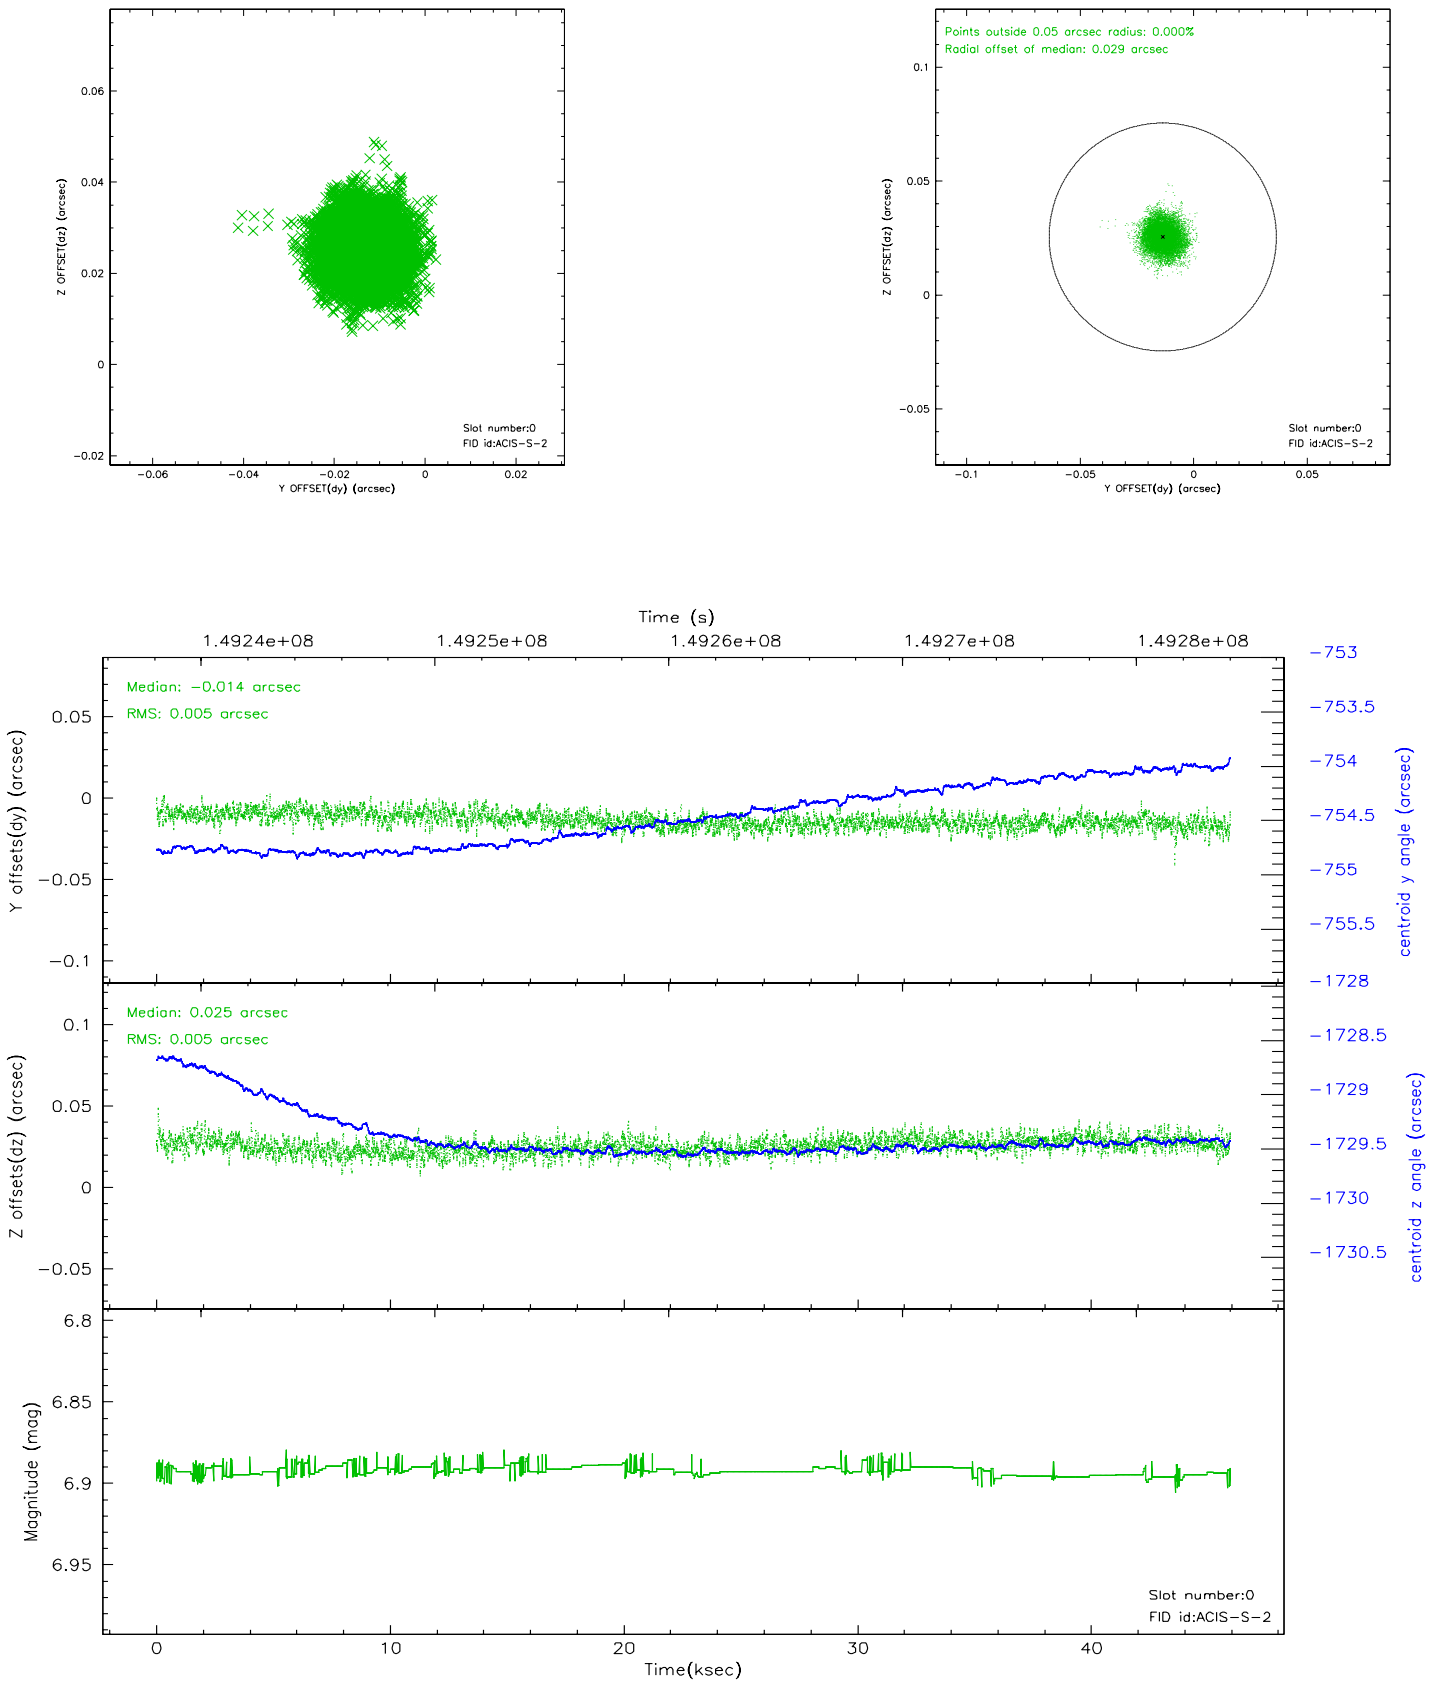 0.06
0.04
0.02
0
−0.02
−0.06
−0.04
−0.02
0
0.02
Z OFFSET(dz) (arcsec)
Y OFFSET(dy) (arcsec)
Slot number:0
FID id:ACIS−S−2
Points outside 0.05 arcsec radius: 0.000%
Radial offset of median: 0.029 arcsec
0.1
0.05
0
−0.05
−0.1
−0.05
0
0.05
Z OFFSET(dz) (arcsec)
Y OFFSET(dy) (arcsec)
Slot number:0
FID id:ACIS−S−2
Time (s)
1.4924e+08
1.4925e+08
1.4926e+08
1.4927e+08
1.4928e+08
Median: −0.014 arcsec
RMS: 0.005 arcsec
0.05
0
−0.05
−0.1
Y offsets(dy) (arcsec)
−753
−753.5
−754
−754.5
−755
−755.5
centroid y angle (arcsec)
Median: 0.025 arcsec
RMS: 0.005 arcsec
0.1
0.05
0
−0.05
Z offsets(dz) (arcsec)
−1728
−1728.5
−1729
−1729.5
−1730
−1730.5
centroid z angle (arcsec)
6.8
6.85
6.9
6.95
Magnitude (mag)
Slot number:0
FID id:ACIS−S−2
0
10
20
30
40
Time(ksec)